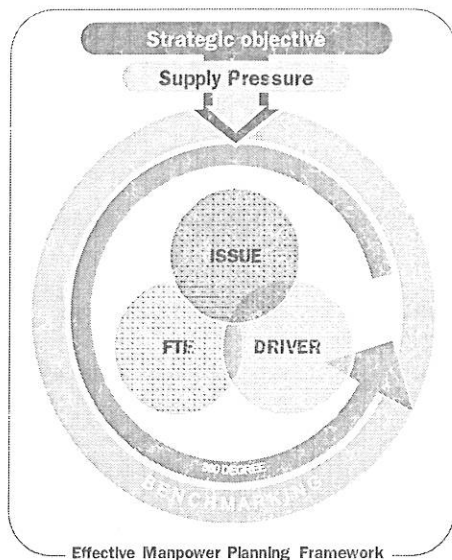 Strategic objective
Supply Pressure
ISSUE
FTE
DRIVER
360 DEGREE
BENCHMARKING
Effective Manpower Planning Framework